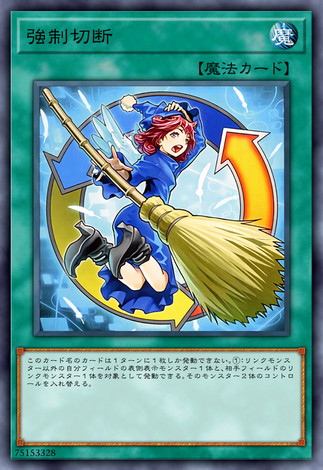 強制切断
魔
【魔法カード】
このカード名のカードは1ターンに1枚しか発動できない。①：リンクモンス
ター以外の自分フィールドの表側表示モンスター1体と、相手フィールドのリ
ンクモンスター1体を対象として発動できる。そのモンスター2体のコントロ
ールを入れ替える。
75153328